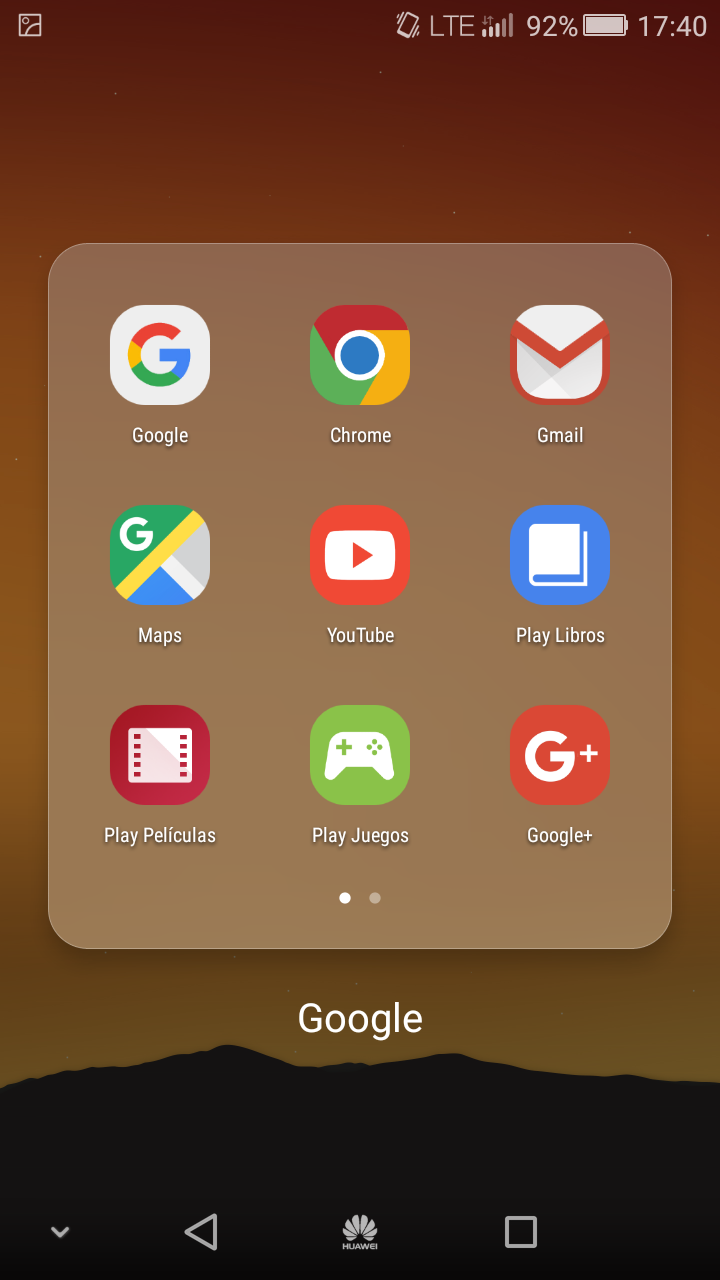 LTE 92% 17:40
Google Chrome Gmail
G
Maps YouTube Play Libros
G+
Play Películas Play Juegos Google+
Google
HUAWEI